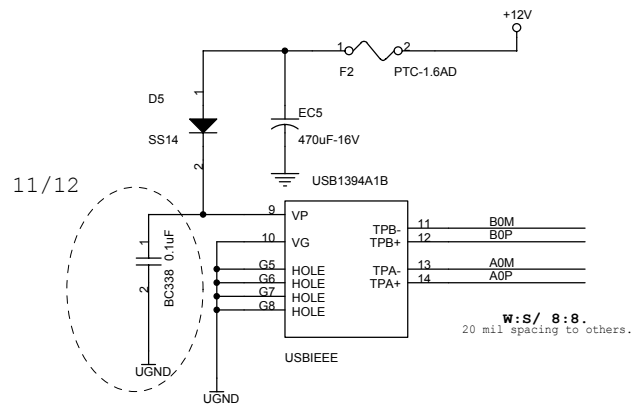 +12V
1
2
F2
PTC-1.6AD
D5
1
EC5
SS14
470uF-16V
2
11/12
USB1394A1B
9
VP
10
VG
TPB-
11
B0M
TPB+
12
B0P
1
BC338 0.1uF
2
G5
HOLE
TPA-
13
A0M
G6
HOLE
TPA+
14
A0P
G7
HOLE
G8
HOLE
W:S/ 8:8.
20 mil spacing to others.
USBIEEE
UGND
UGND